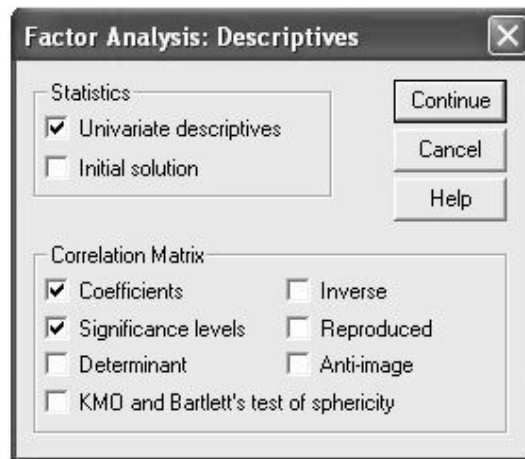 Factor Analysis: Descriptives
Statistics
Univariate descriptives
Initial solution
Continue
Cancel
Help
Correlation Matrix
Coefficients
Inverse
Significance levels
Reproduced
Determinant
Anti-image
KMO and Bartlett's test of sphericity